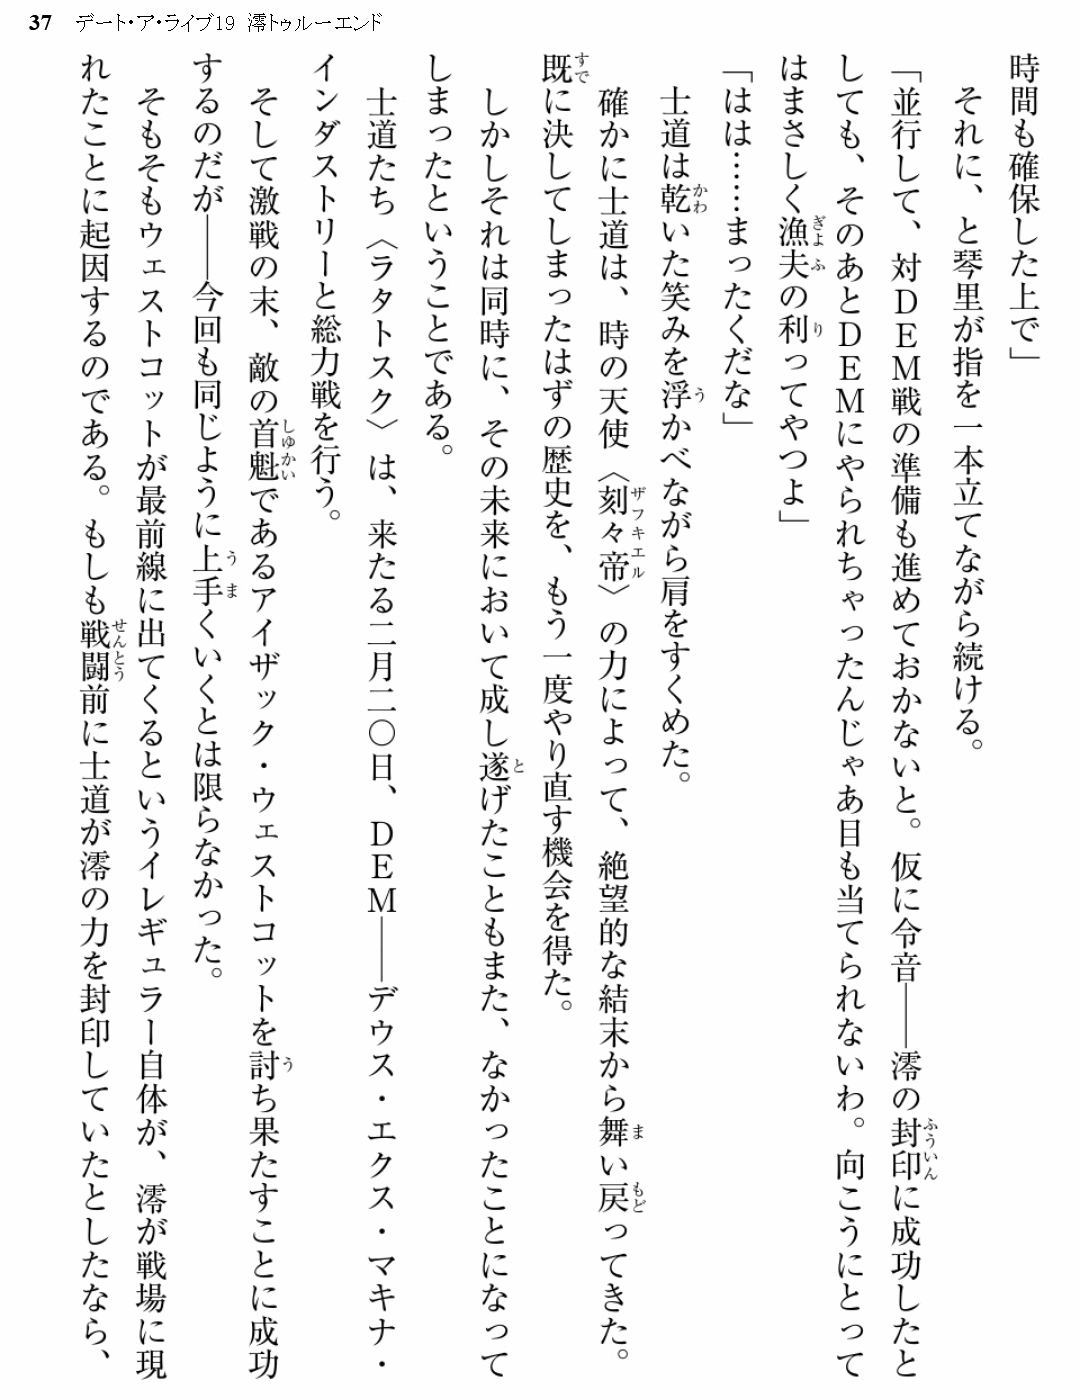 37 デート・ア・ライブ19 澪トゥルーエンド
時間も確保した上で」
それに、と琴里が指を一本立てながら続ける。
「並行して、対DEM戦の準備も進めておかないと。仮に令音――澪の封印に成功したと
しても、そのあとDEMにやられちゃったんじゃあ目も当てられないわ。向こうにとって
はまさしく漁夫の利ってやつよ」
「はは……まったくだな」
士道は乾いた笑みを浮かべながら肩をすくめた。
確かに士道は、時の天使〈刻々帝〉の力によって、絶望的な結末から舞い戻ってきた。
既に決してしまったはずの歴史を、もう一度やり直す機会を得た。
しかしそれは同時に、その未来において成し遂げたこともまた、なかったことになって
しまったということである。
士道たち〈ラタトスク〉は、来たる二月二〇日、DEM――デウス・エクス・マキナ・
インダストリーと総力戦を行う。
そして激戦の末、敵の首魁であるアイザック・ウェストコットを討ち果たすことに成功
するのだが――今回も同じように上手くいくとは限らなかった。
そもそもウェストコットが最前線に出てくるというイレギュラー自体が、澪が戦場に現
れたことに起因するのである。もしも戦闘前に士道が澪の力を封印していたとしたなら、